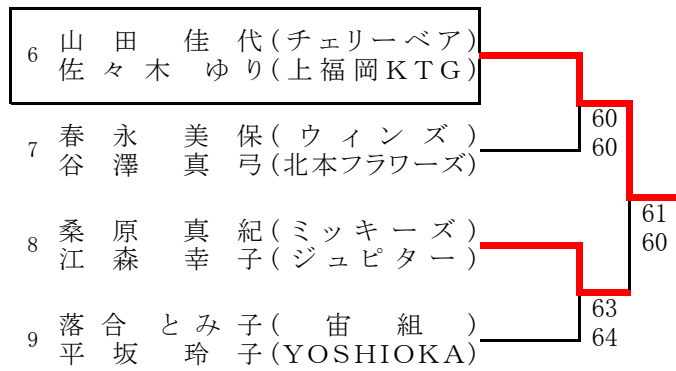 6 山田 佳代(チェリーベア)
佐々木 ゆり(上福岡KTG)
60
60
7 春永 美保(ウィンズ)
谷澤 真弓(北本フラワーズ)
61
60
8 桑原 真紀(ミッキーズ)
江森 幸子(ジュピター)
63
64
9 落合 とみ子(宙組)
平坂 玲子(YOSHIOKA)